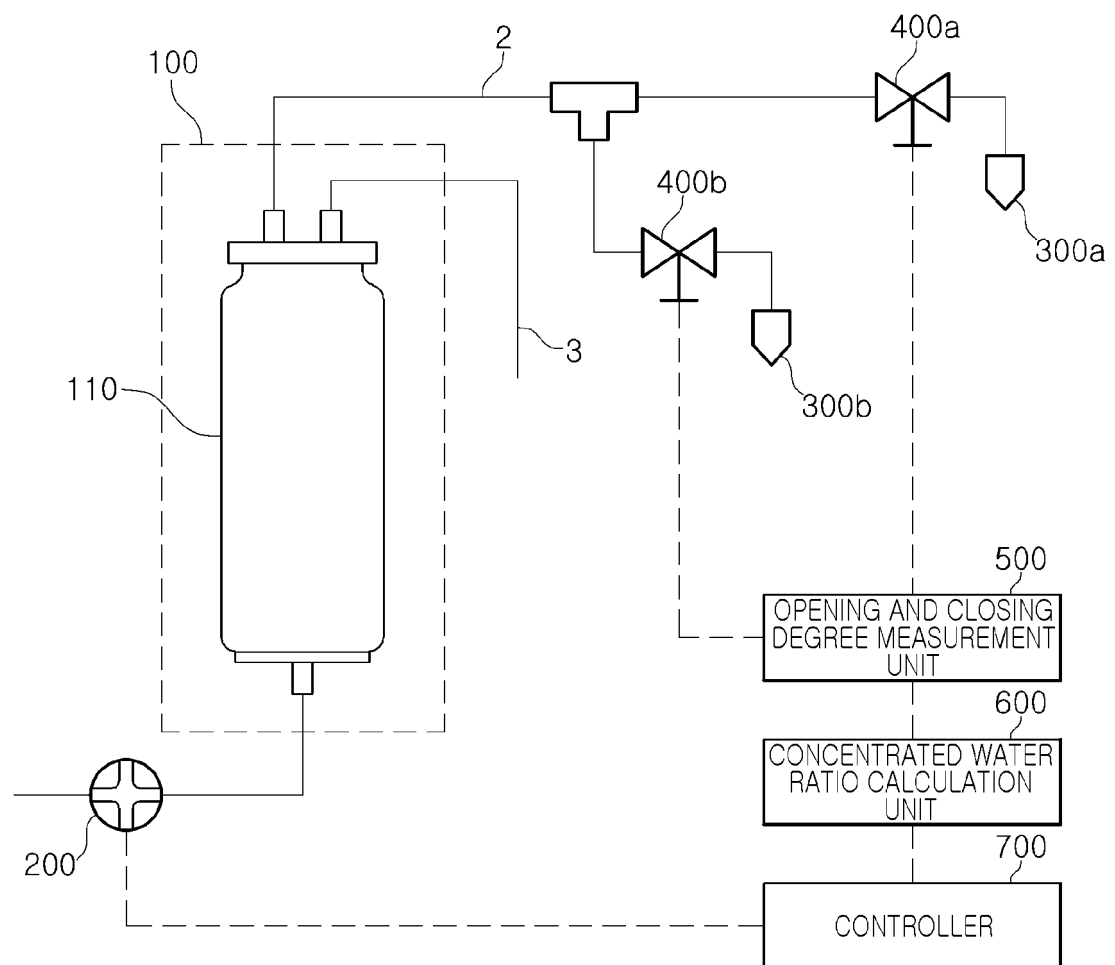 400a
2
100
400b
300a
3
110
300b
500
OPENING AND CLOSING
DEGREE MEASUREMENT
UNIT
600
CONCENTRATED WATER
RATIO CALCULATION
UNIT
200
700
CONTROLLER